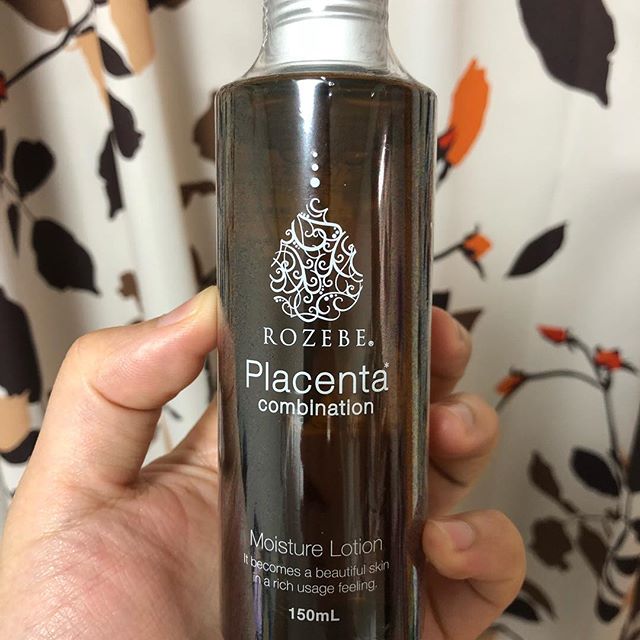 ROZEBE®
Placenta*
combination
Moisture Lotion
It becomes a beautiful skin
in a rich usage feeling.
150mL